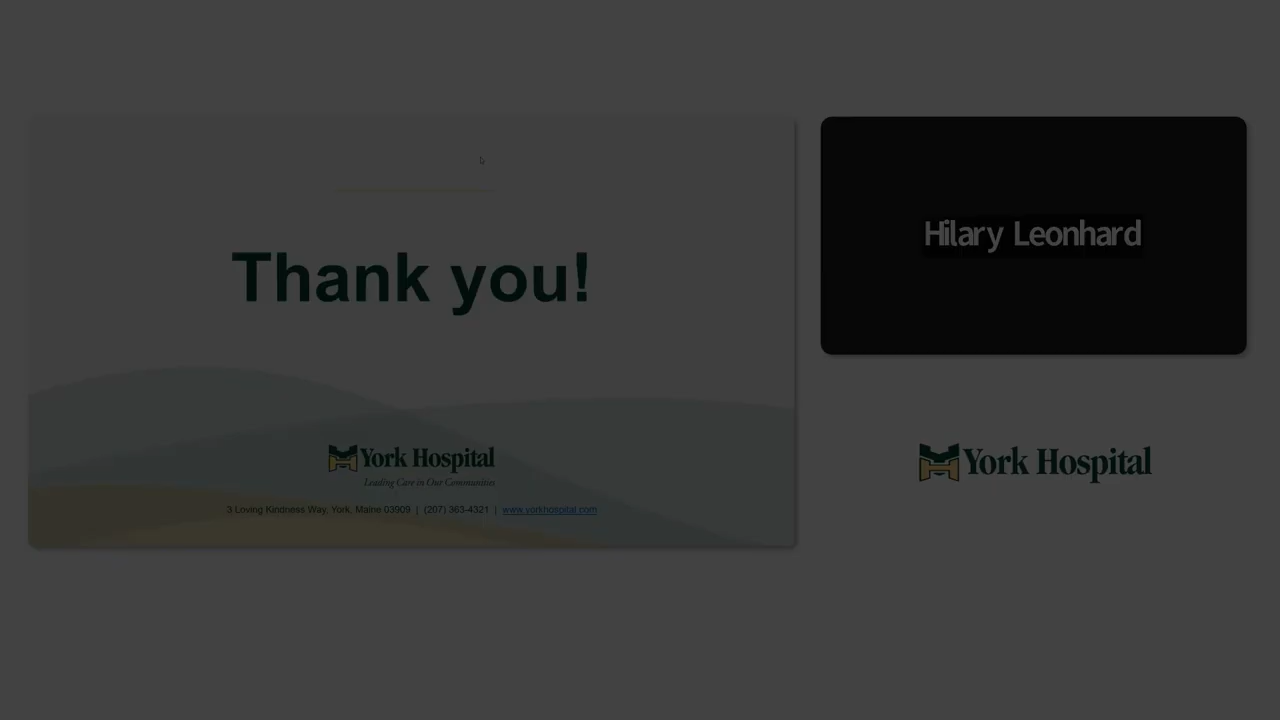 Thank you!
York Hospital
Leading Care in Our Communities
3 Loving Kindness Way, York, Maine 03909 | (207) 363-4321 | www.yorkhospital.com
Hilary Leonhard
York Hospital